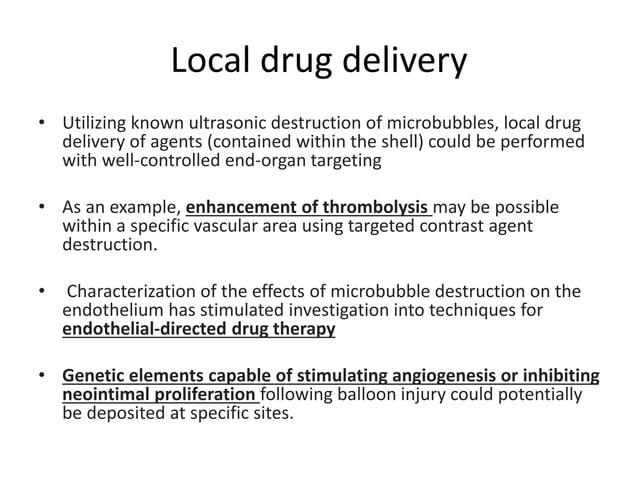 Local drug delivery
• Utilizing known ultrasonic destruction of microbubbles, local drug
delivery of agents (contained within the shell) could be performed
with well-controlled end-organ targeting
• As an example, enhancement of thrombolysis may be possible
within a specific vascular area using targeted contrast agent
destruction.
• Characterization of the effects of microbubble destruction on the
endothelium has stimulated investigation into techniques for
endothelial-directed drug therapy
• Genetic elements capable of stimulating angiogenesis or inhibiting
neointimal proliferation following balloon injury could potentially
be deposited at specific sites.